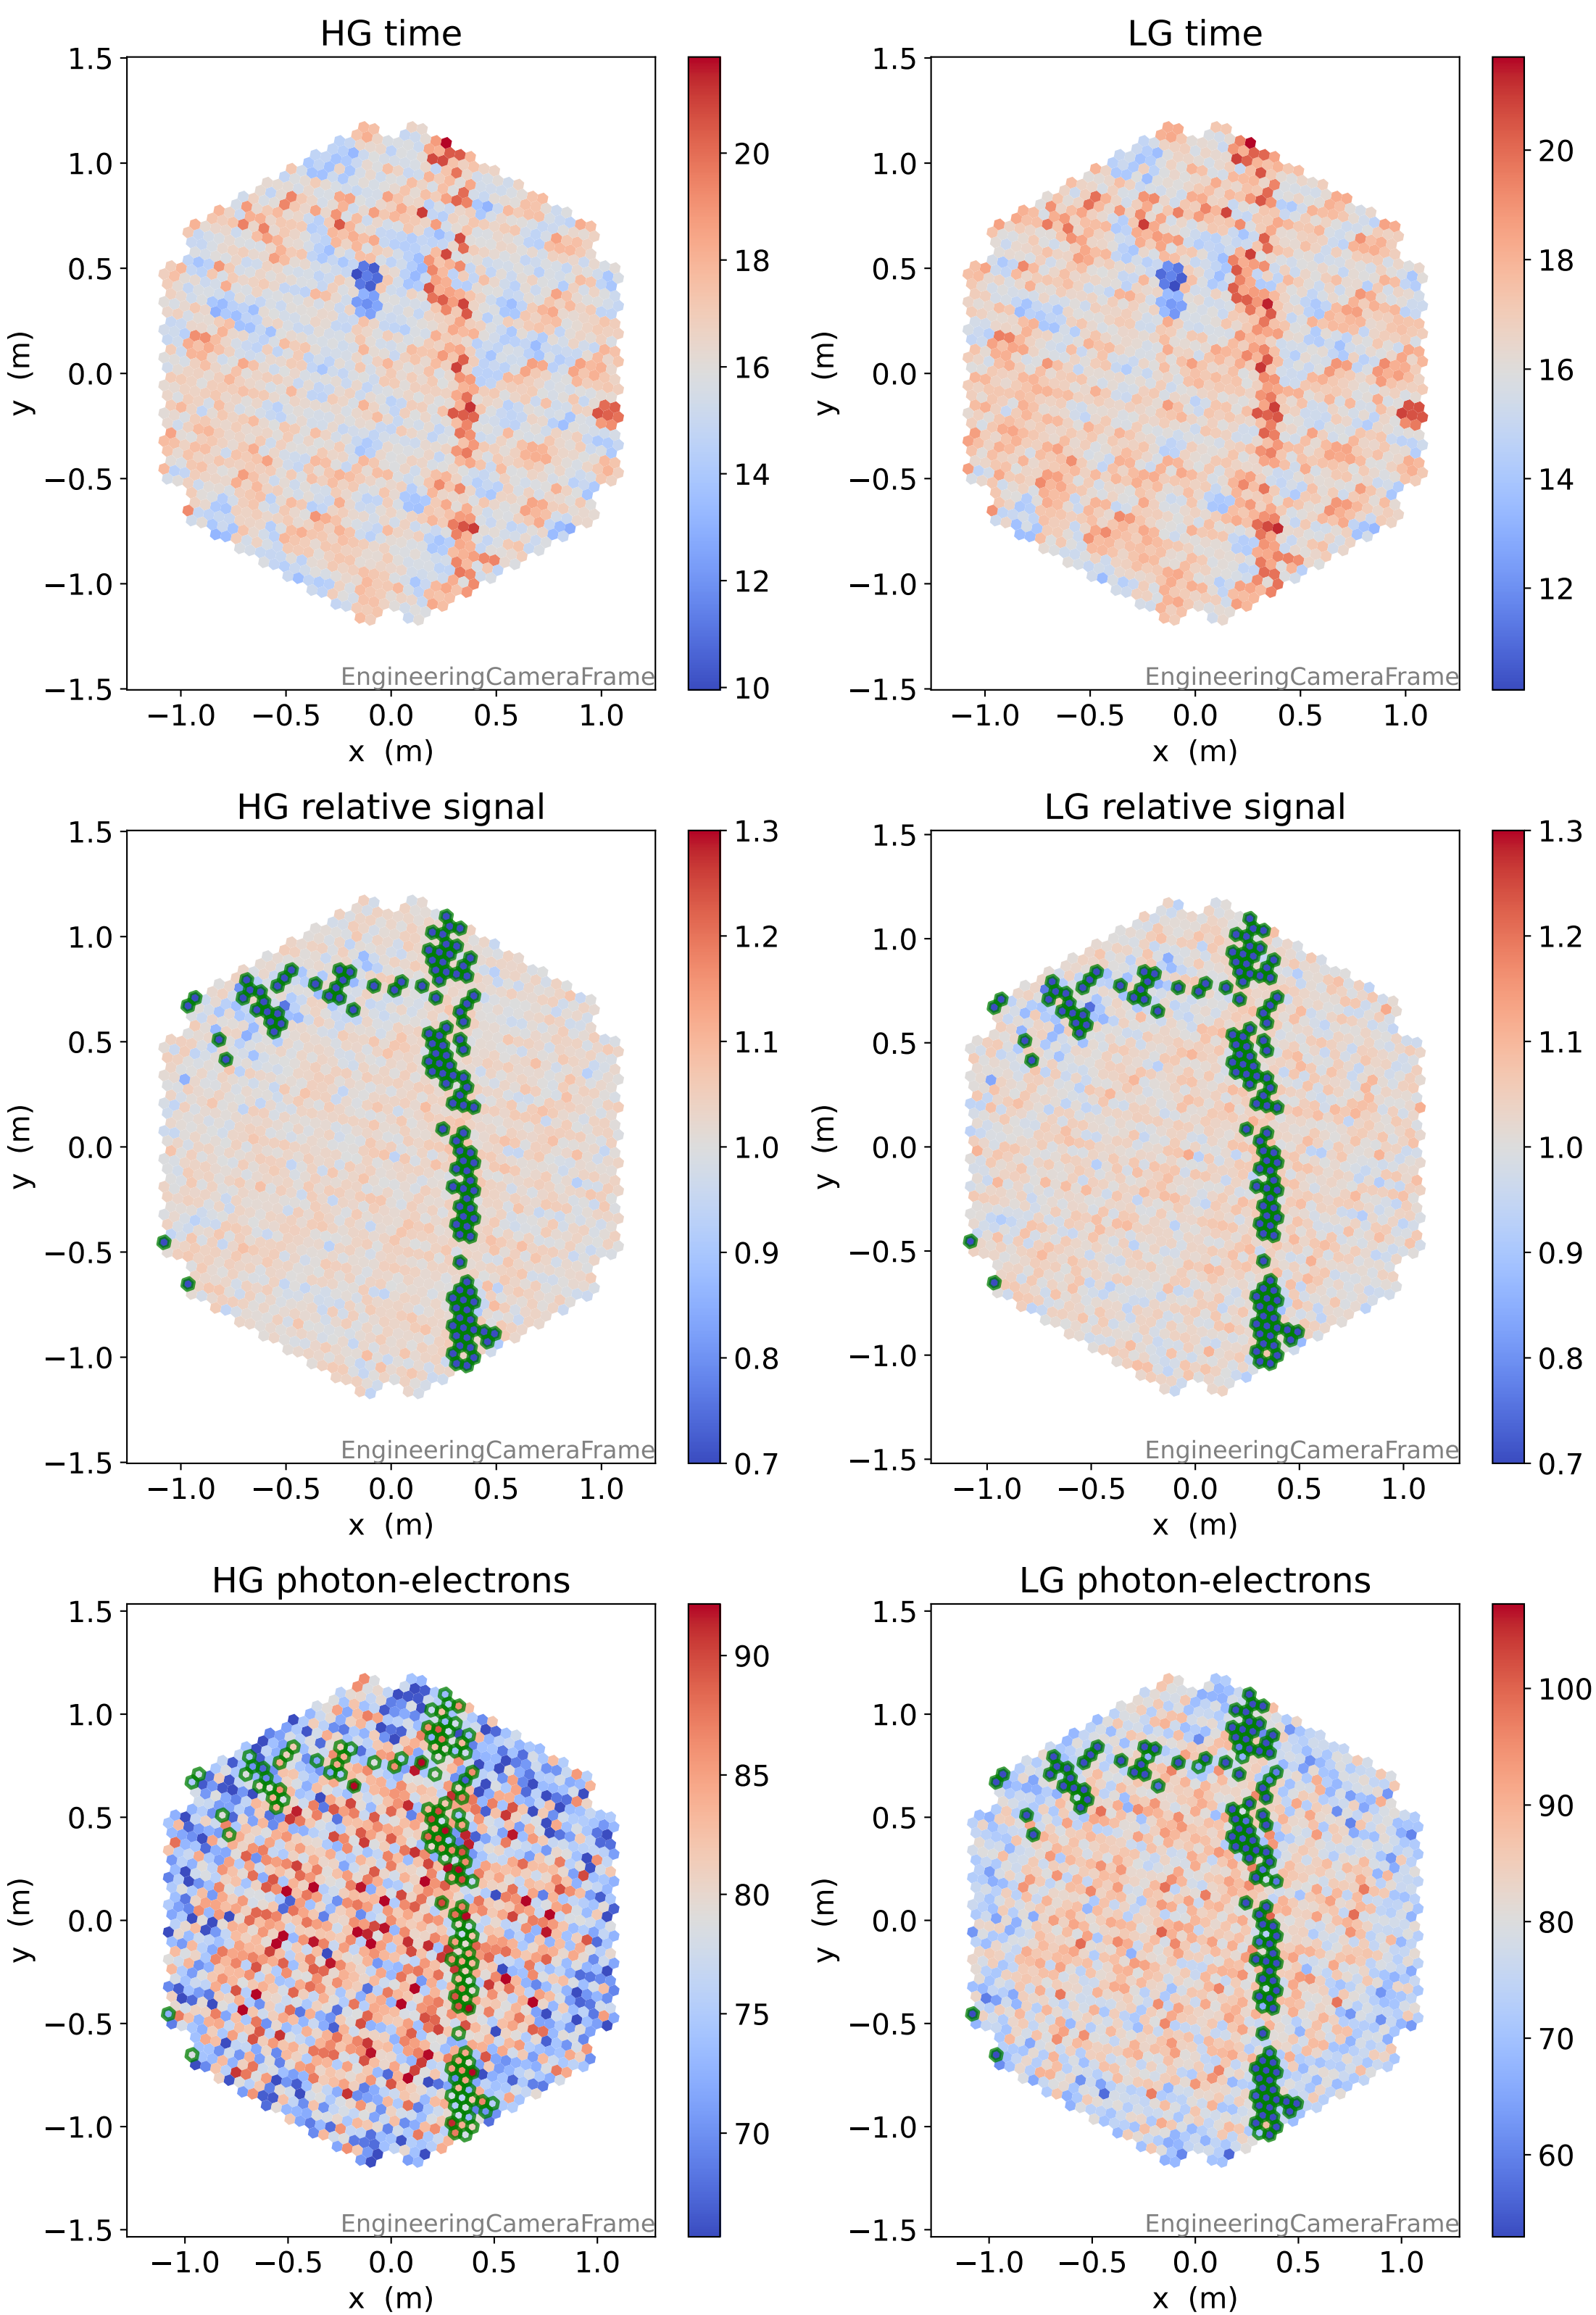 HG time
LG time
1.5
1.0
0.5
0.0
−0.5
−1.0
−1.5
y (m)
EngineeringCameraFrame
−1.0 −0.5 0.0 0.5 1.0
x (m)
20
18
16
14
12
10
1.5
1.0
0.5
0.0
−0.5
−1.0
−1.5
y (m)
EngineeringCameraFrame
−1.0 −0.5 0.0 0.5 1.0
x (m)
20
18
16
14
12
HG relative signal
LG relative signal
1.5
1.0
0.5
0.0
−0.5
−1.0
−1.5
y (m)
EngineeringCameraFrame
−1.0 −0.5 0.0 0.5 1.0
x (m)
1.3
1.2
1.1
1.0
0.9
0.8
0.7
1.5
1.0
0.5
0.0
−0.5
−1.0
−1.5
y (m)
EngineeringCameraFrame
−1.0 −0.5 0.0 0.5 1.0
x (m)
1.3
1.2
1.1
1.0
0.9
0.8
0.7
HG photon-electrons
LG photon-electrons
1.5
1.0
0.5
0.0
−0.5
−1.0
−1.5
y (m)
EngineeringCameraFrame
−1.0 −0.5 0.0 0.5 1.0
x (m)
90
85
80
75
70
1.5
1.0
0.5
0.0
−0.5
−1.0
−1.5
y (m)
EngineeringCameraFrame
−1.0 −0.5 0.0 0.5 1.0
x (m)
100
90
80
70
60